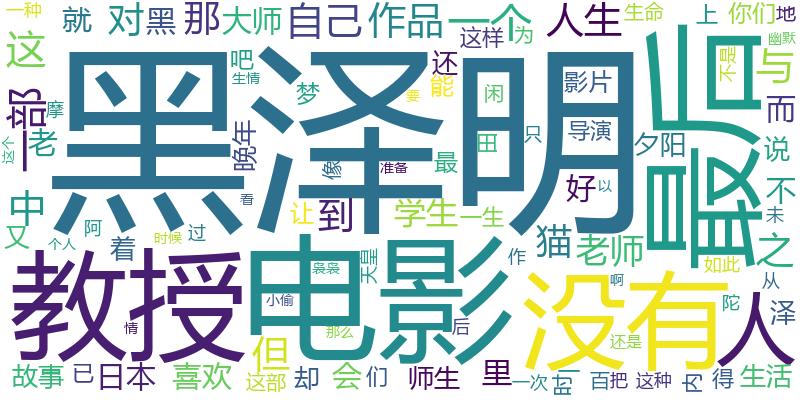 一种
就
对
黑
那
大师
自己
作品
一个
人生
生命
上
你们
地
为
幽默
这
这样
吧
还
能
生情
不是
与
一部
摩
老
这个
黑泽明
最后
梦
要
闲
影片
而
晚年
像
准备
田
只
导演
夕阳
说
最
好
不
未
中
又
看
以
让
到
学生
一生
阿
着
时候
过
个人
猫
老师
之
作
天皇
袅袅
如此
从
教授
电影
没有
人
小偷
啊
陀
泽
情
那么
后
还是
但
故事
已
日本
喜欢
这部
却
会
们
师生
里
一次
百
把
这种
内
得
生活